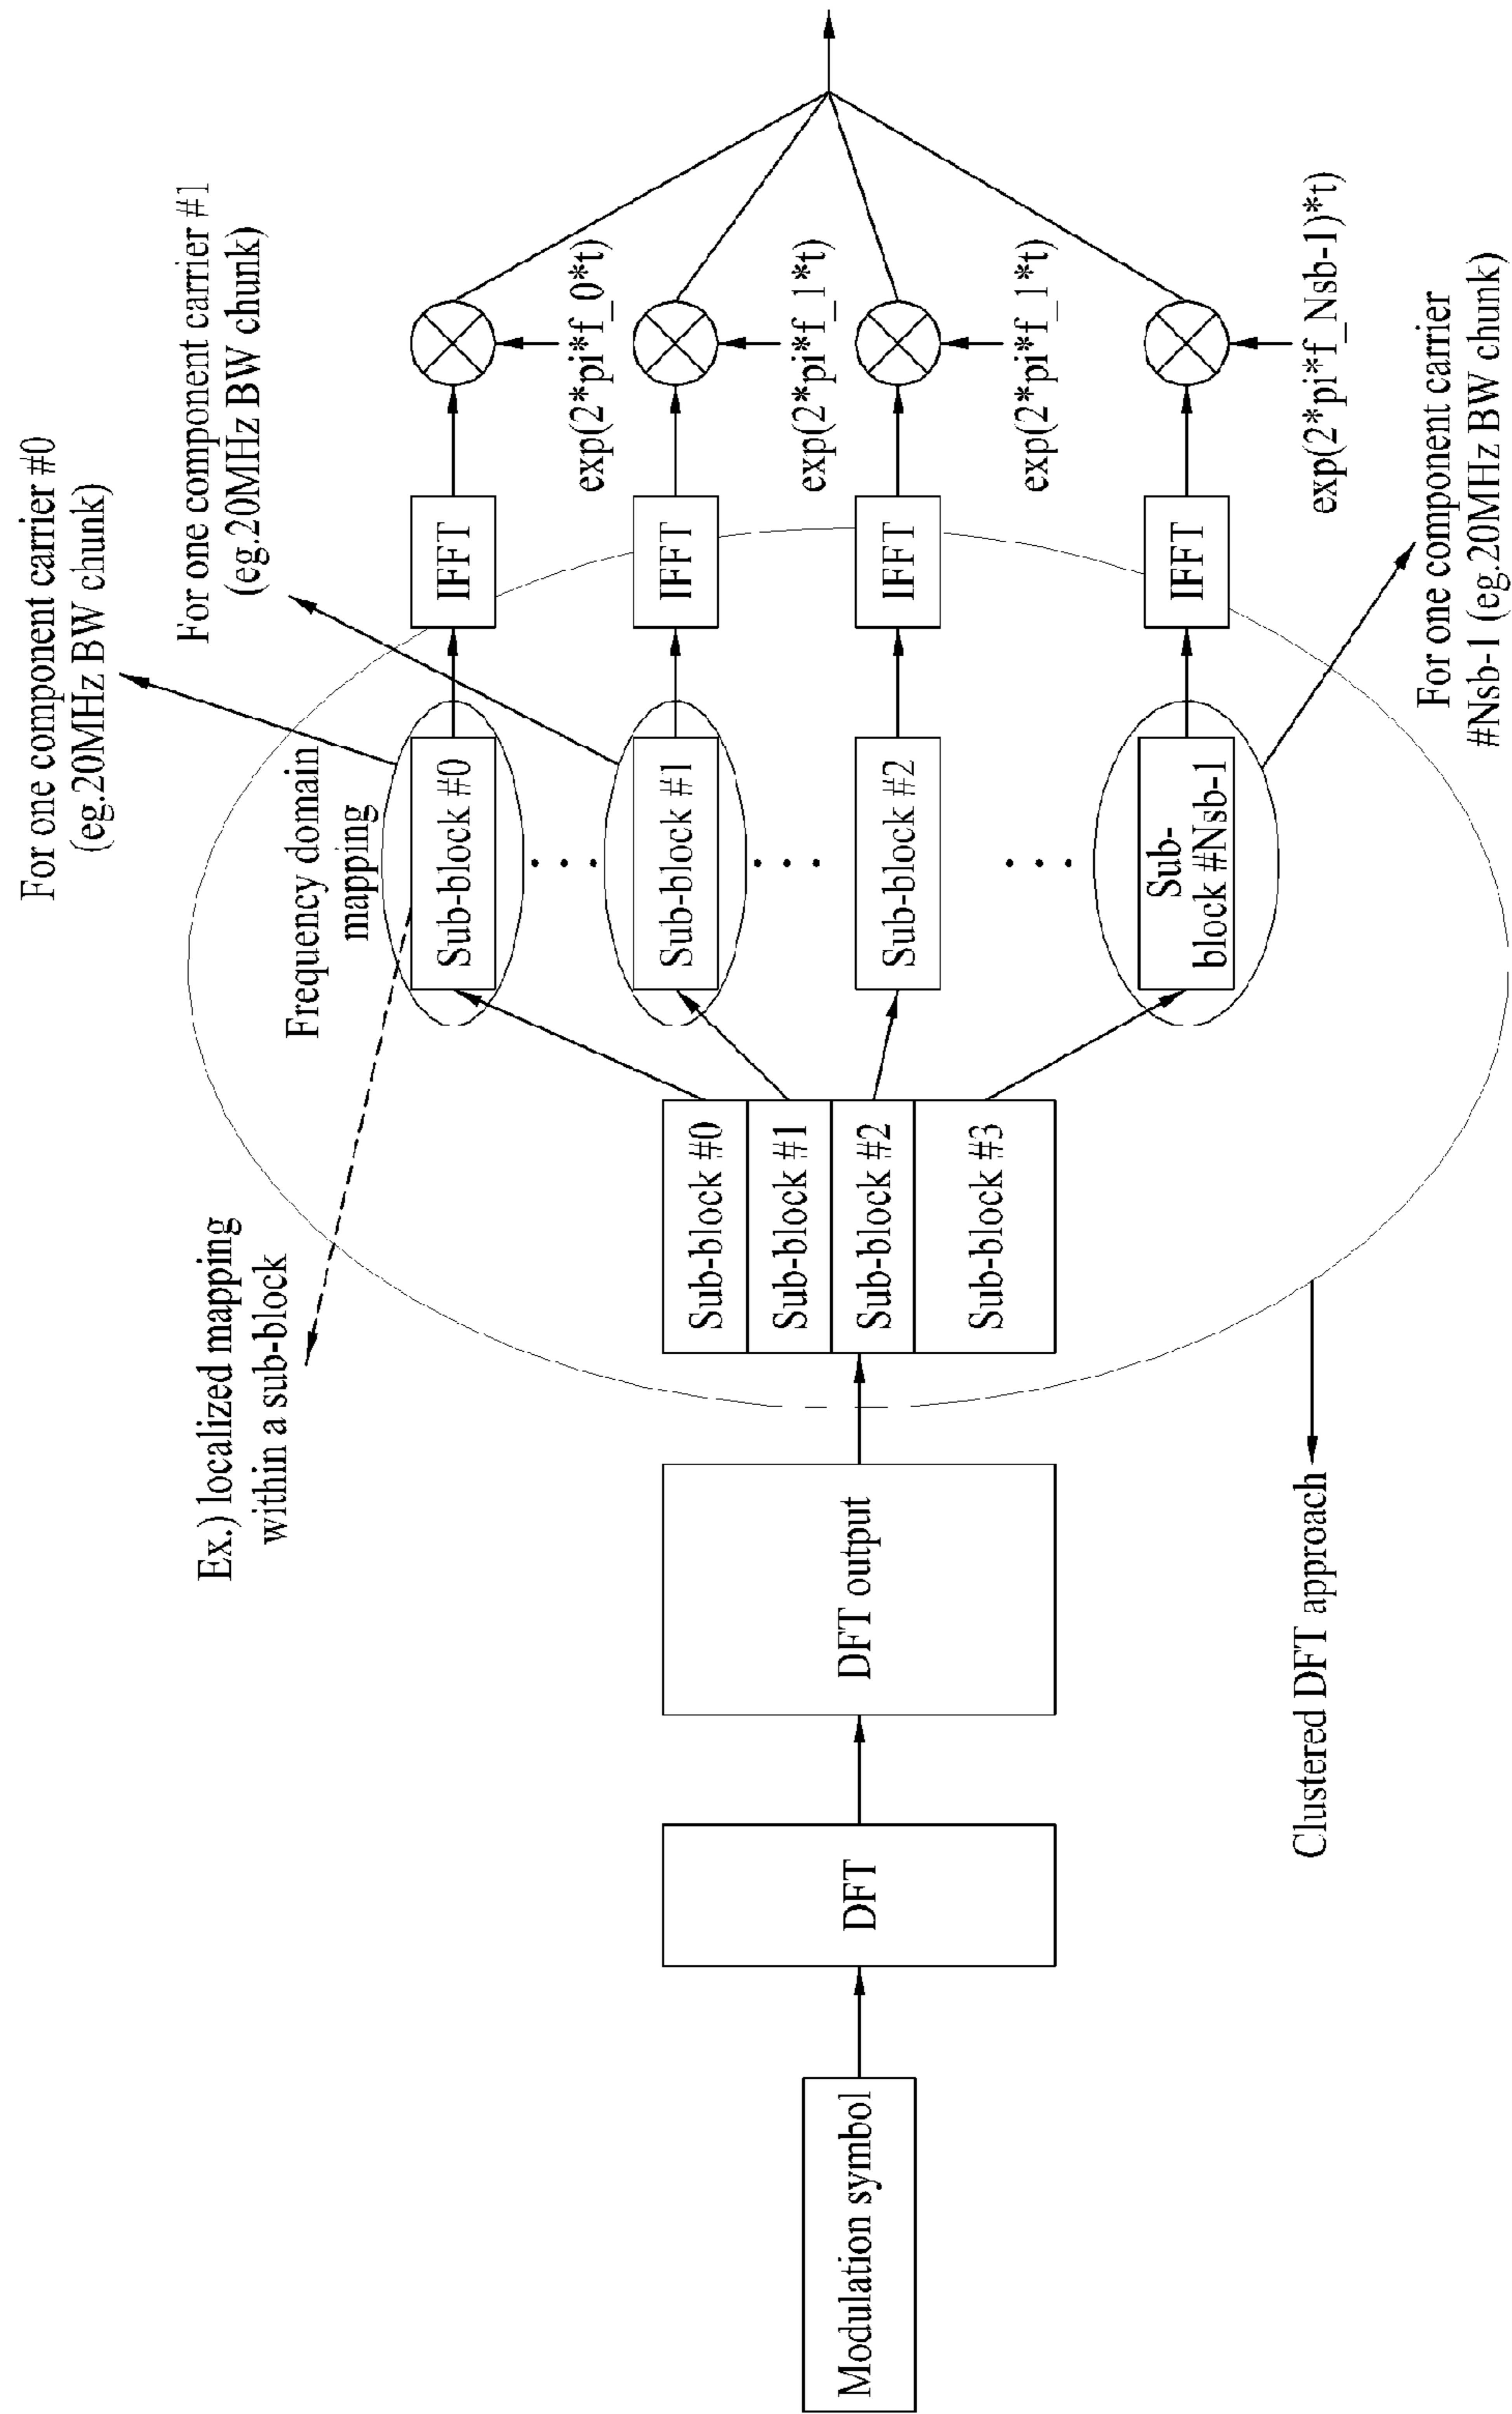 Modulation symbol
DFT
DFT output
Sub-block #0
Sub-block #1
Sub-block #2
Sub-block #3
Ex.) localized mapping
within a sub-block
Clustered DFT approach
Frequency domain
mapping
Sub-block #0
Sub-block #1
Sub-block #2
Sub-
block #Nsb-1
For one component carrier #0
(eg.20MHz BW chunk)
For one component carrier #1
(eg.20MHz BW chunk)
IFFT
IFFT
IFFT
IFFT
exp(2*pi*f_0*t)
exp(2*pi*f_1*t)
exp(2*pi*f_1*t)
exp(2*pi*f_Nsb-1)*t)
For one component carrier
#Nsb-1 (eg.20MHz BW chunk)